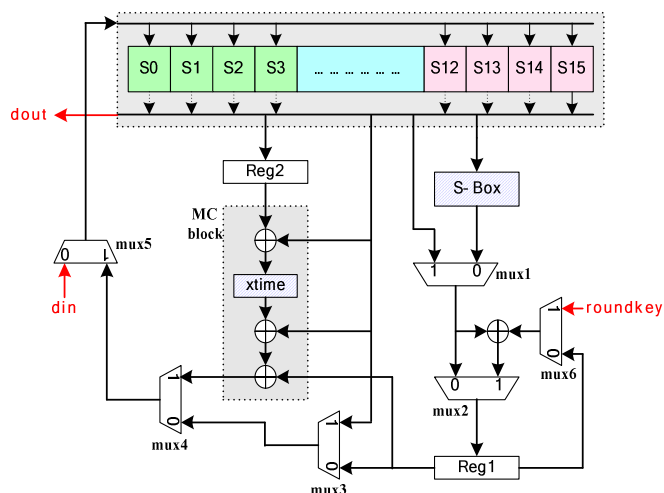 S0 S1 S2 S3 ... ... ... ... ... ... S12 S13 S14 S15
dout
Reg2
S- Box
MC
block
mux5
0 1
1 0
mux1
xtime
din
1
roundkey
0
mux6
0 1
mux2
1
0
mux4
1
0
mux3
Reg1